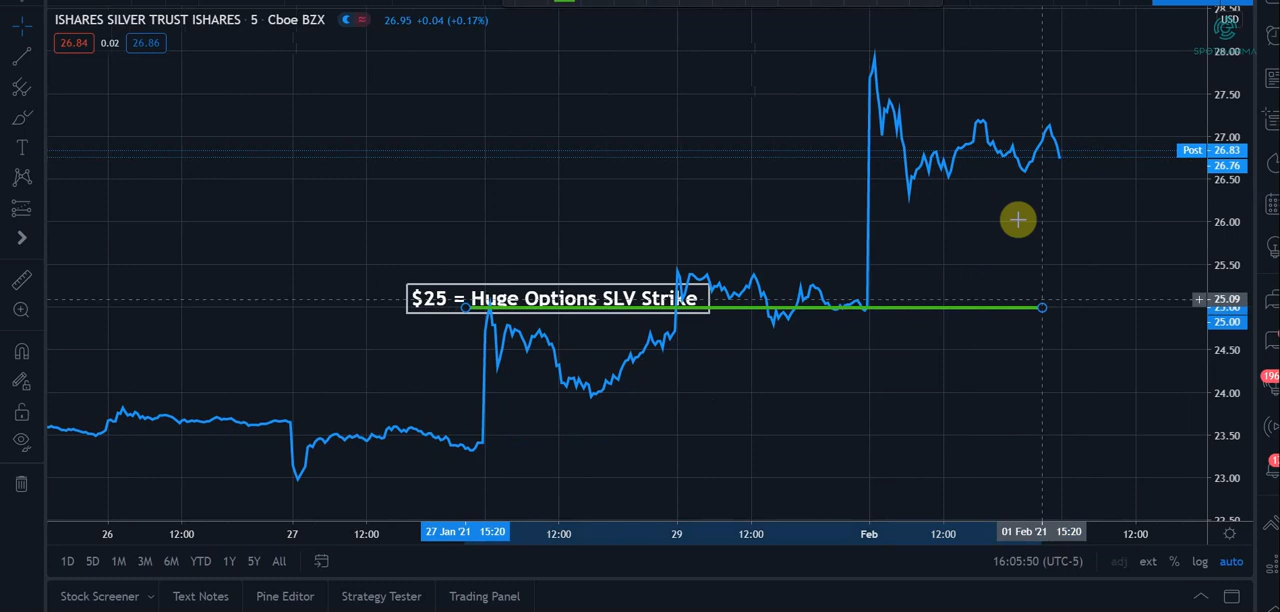 ISHARES SILVER TRUST ISHARES · 5 · Cboe BZX 26.95 +0.04 (+0.17%)
26.84 0.02 26.86
USD
28.00
27.50
27.00
Post 26.83
26.76
26.50
26.00
25.50
$25 = Huge Options SLV Strike
+ 25.09
25.00
24.50
24.00
23.50
23.00
22.50
26 12:00 27 12:00 27 Jan '21 15:20 12:00 29 12:00 Feb 12:00 01 Feb '21 15:20 12:00
1D 5D 1M 3M 6M YTD 1Y 5Y All 16:05:50 (UTC-5) adj ext % log auto
Stock Screener Text Notes Pine Editor Strategy Tester Trading Panel
196